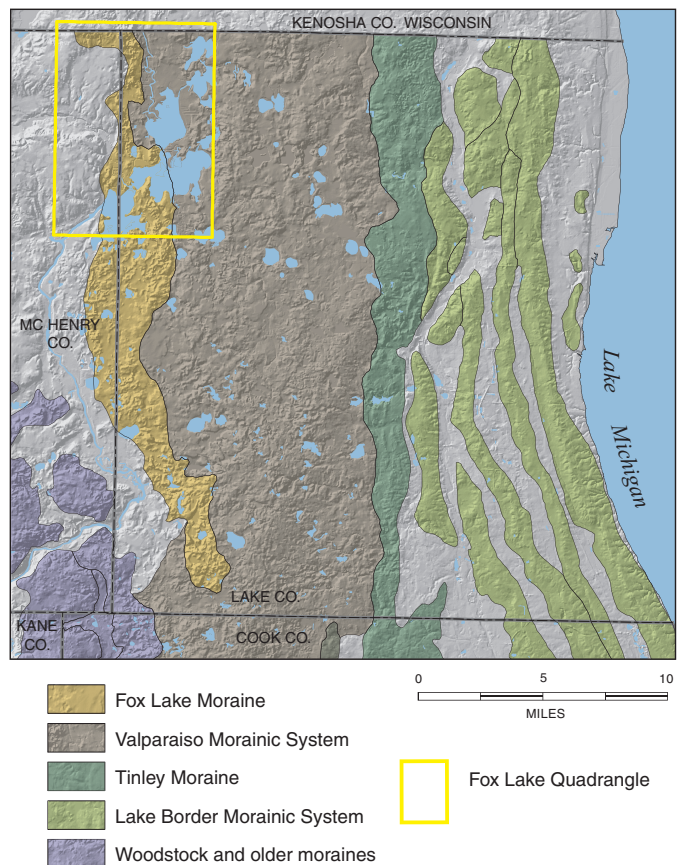 KENOSHA CO. WISCONSIN
MC HENRY
CO.
Lake
Michigan
LAKE CO.
KANE
CO.
COOK CO.
Fox Lake Moraine
Valparaiso Morainic System
Tinley Moraine
Lake Border Morainic System
Woodstock and older moraines
0 5 10
MILES
Fox Lake Quadrangle